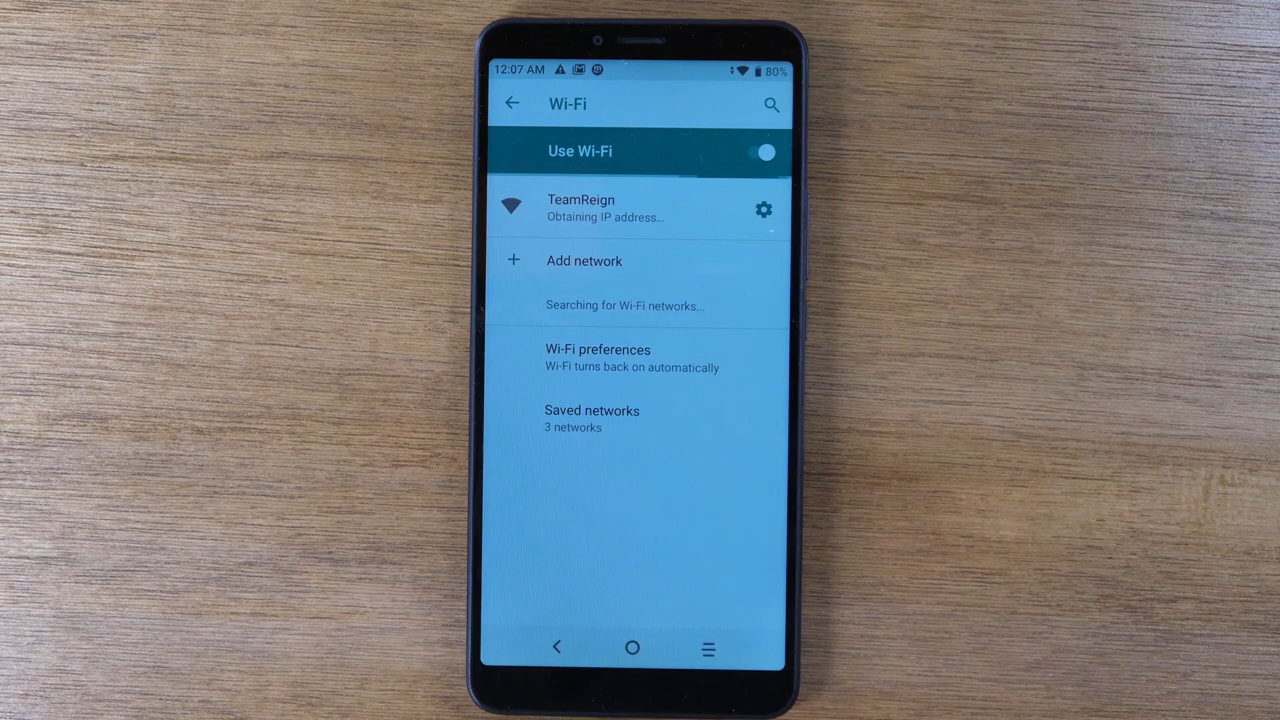 12:07 AM
80%
Wi-Fi
Use Wi-Fi
TeamReign
Obtaining IP address...
Add network
Searching for Wi-Fi networks...
Wi-Fi preferences
Wi-Fi turns back on automatically
Saved networks
3 networks